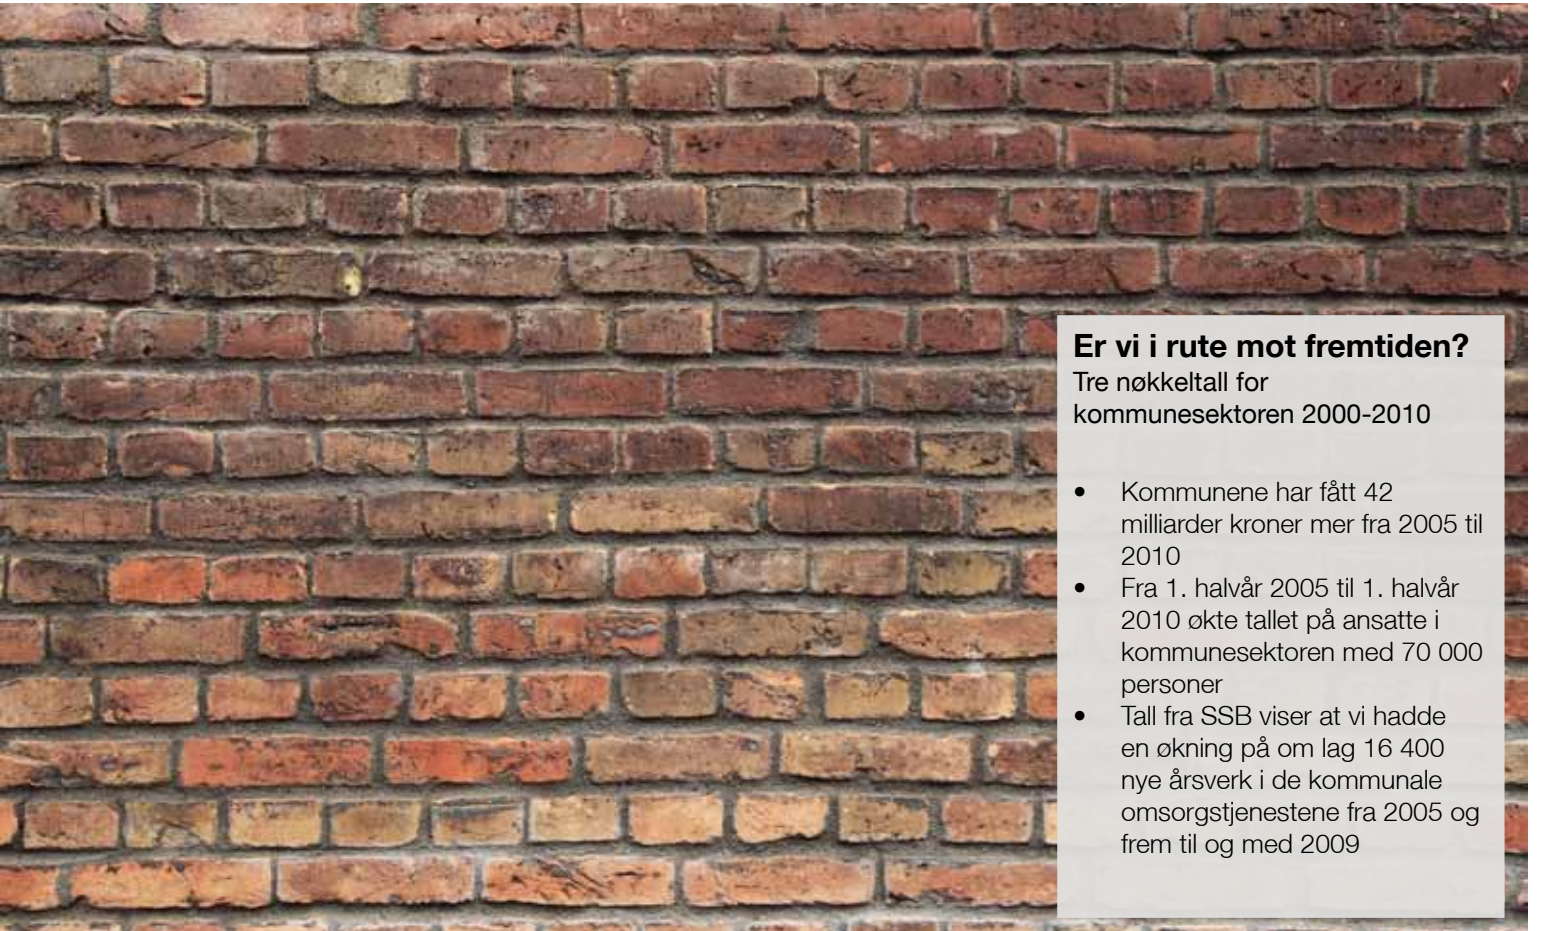 Er vi i rute mot fremtiden?
Tre nøkkeltall for
kommunesektoren 2000-2010
• Kommunene har fått 42
milliarder kroner mer fra 2005 til
2010
• Fra 1. halvår 2005 til 1. halvår
2010 økte tallet på ansatte i
kommunesektoren med 70 000
personer
• Tall fra SSB viser at vi hadde
en økning på om lag 16 400
nye årsverk i de kommunale
omsorgstjenestene fra 2005 og
frem til og med 2009